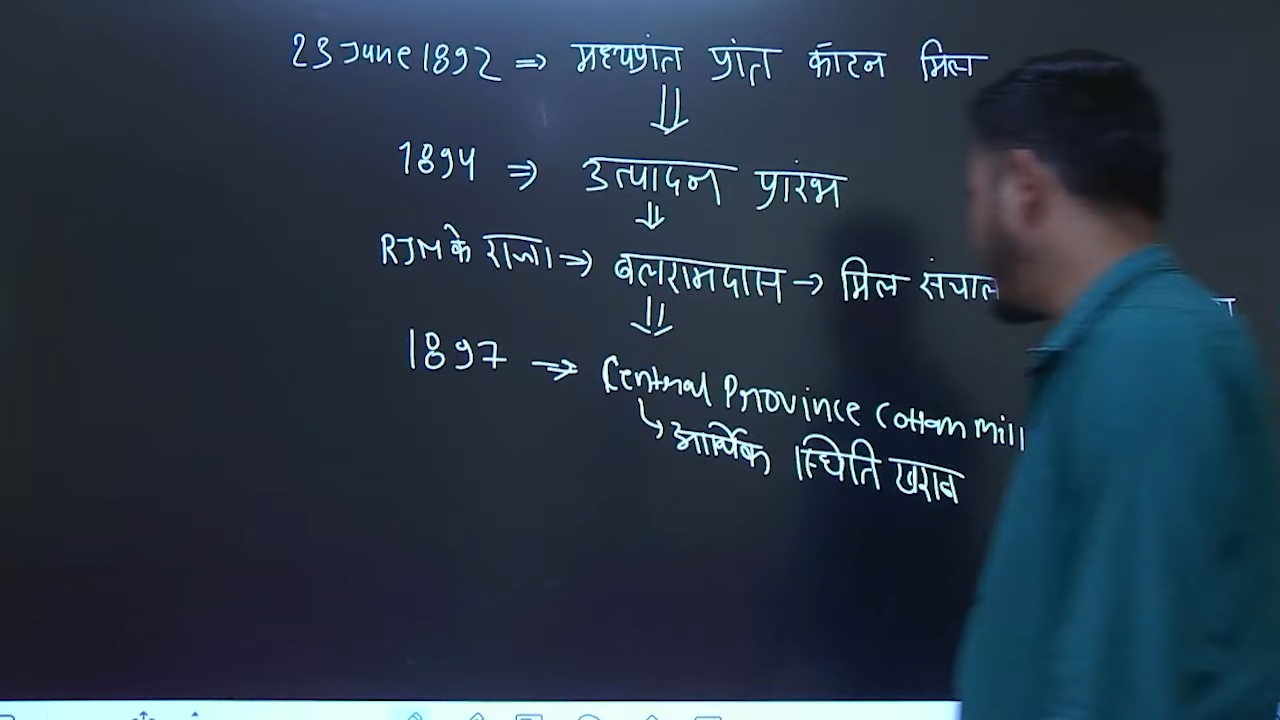 23 June 1892 ⇒ मध्यप्रांत प्रांत कॉटन मिल
1894 ⇒ उत्पादन प्रारंभ
RJM के राजा → बलरामदास → मिल संचाल
1897 ⇒ Central Province Cotton mill
आर्थिक स्थिति खराब